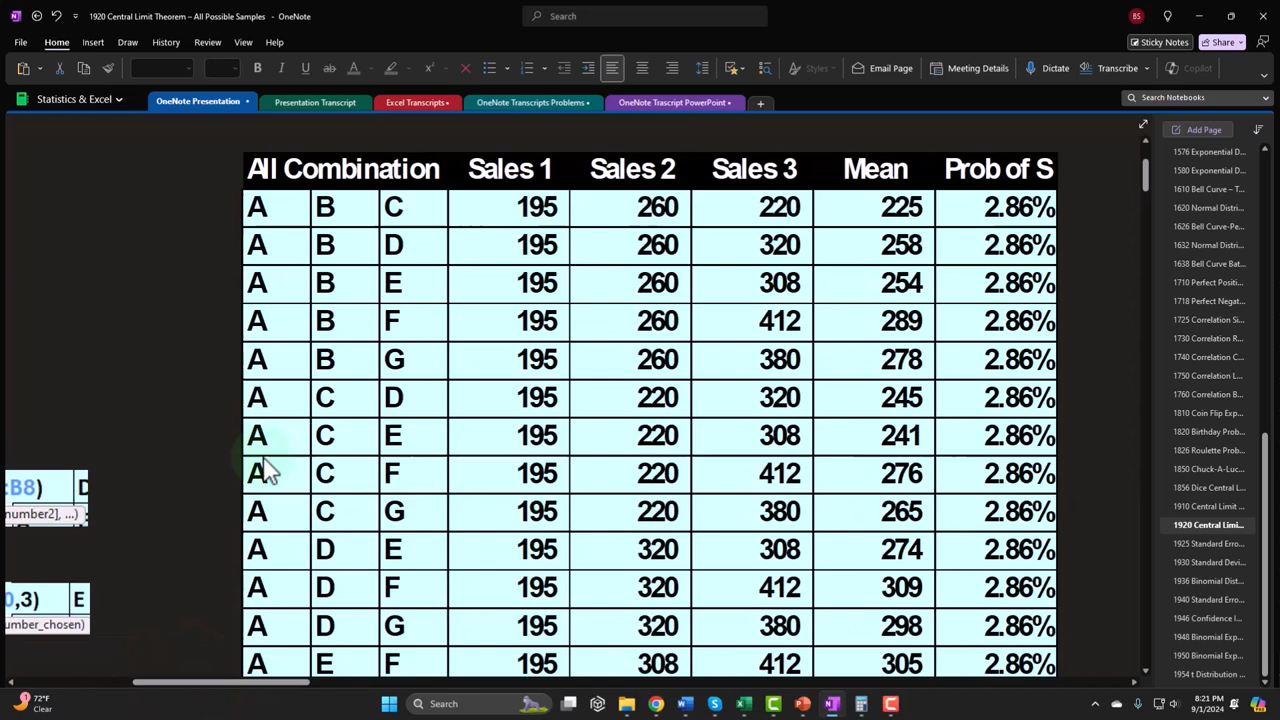 1920 Central Limit Theorem – All Possible Samples - OneNote
Search
BS
File Home Insert Draw History Review View Help
Sticky Notes
Share
Styles
Email Page
Meeting Details
Dictate
Transcribe
Copilot
Statistics & Excel
OneNote Presentation
Presentation Transcript
Excel Transcripts
OneNote Transcripts Problems
OneNote Trascript PowerPoint
Search Notebooks
Add Page
All Combination Sales 1 Sales 2 Sales 3 Mean Prob of S
A B C 195 260 220 225 2.86%
A B D 195 260 320 258 2.86%
A B E 195 260 308 254 2.86%
A B F 195 260 412 289 2.86%
A B G 195 260 380 278 2.86%
A C D 195 220 320 245 2.86%
A C E 195 220 308 241 2.86%
A C F 195 220 412 276 2.86%
A C G 195 220 380 265 2.86%
A D E 195 320 308 274 2.86%
A D F 195 320 412 309 2.86%
A D G 195 320 380 298 2.86%
A E F 195 308 412 305 2.86%
:B8) D
number2], ...)
0,3) E
number_chosen)
1576 Exponential D...
1580 Exponential D...
1610 Bell Curve – T...
1620 Normal Distri...
1626 Bell Curve-Pe...
1632 Normal Distri...
1638 Bell Curve Bat...
1710 Perfect Positi...
1718 Perfect Negat...
1725 Correlation Si...
1730 Correlation R...
1740 Correlation C...
1750 Correlation L...
1760 Correlation B...
1810 Coin Flip Exp...
1820 Birthday Prob...
1826 Roulette Prob...
1850 Chuck-A-Luc...
1856 Dice Central L...
1910 Central Limit ...
1920 Central Limi...
1925 Standard Erro...
1930 Standard Devi...
1936 Binomial Dist...
1940 Standard Erro...
1946 Confidence I...
1948 Binomial Exp...
1950 Binomial Exp...
1954 t Distribution ...
72°F
Clear
Search
8:21 PM
9/1/2024